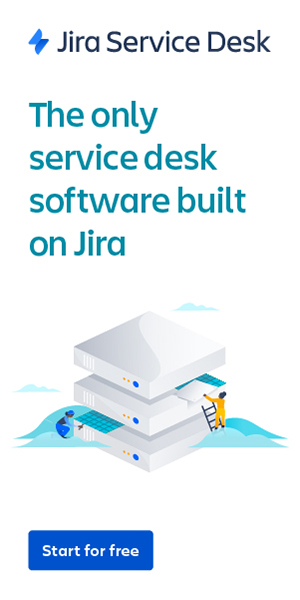 Jira Service Desk
The only
service desk
software built
on Jira
Start for free